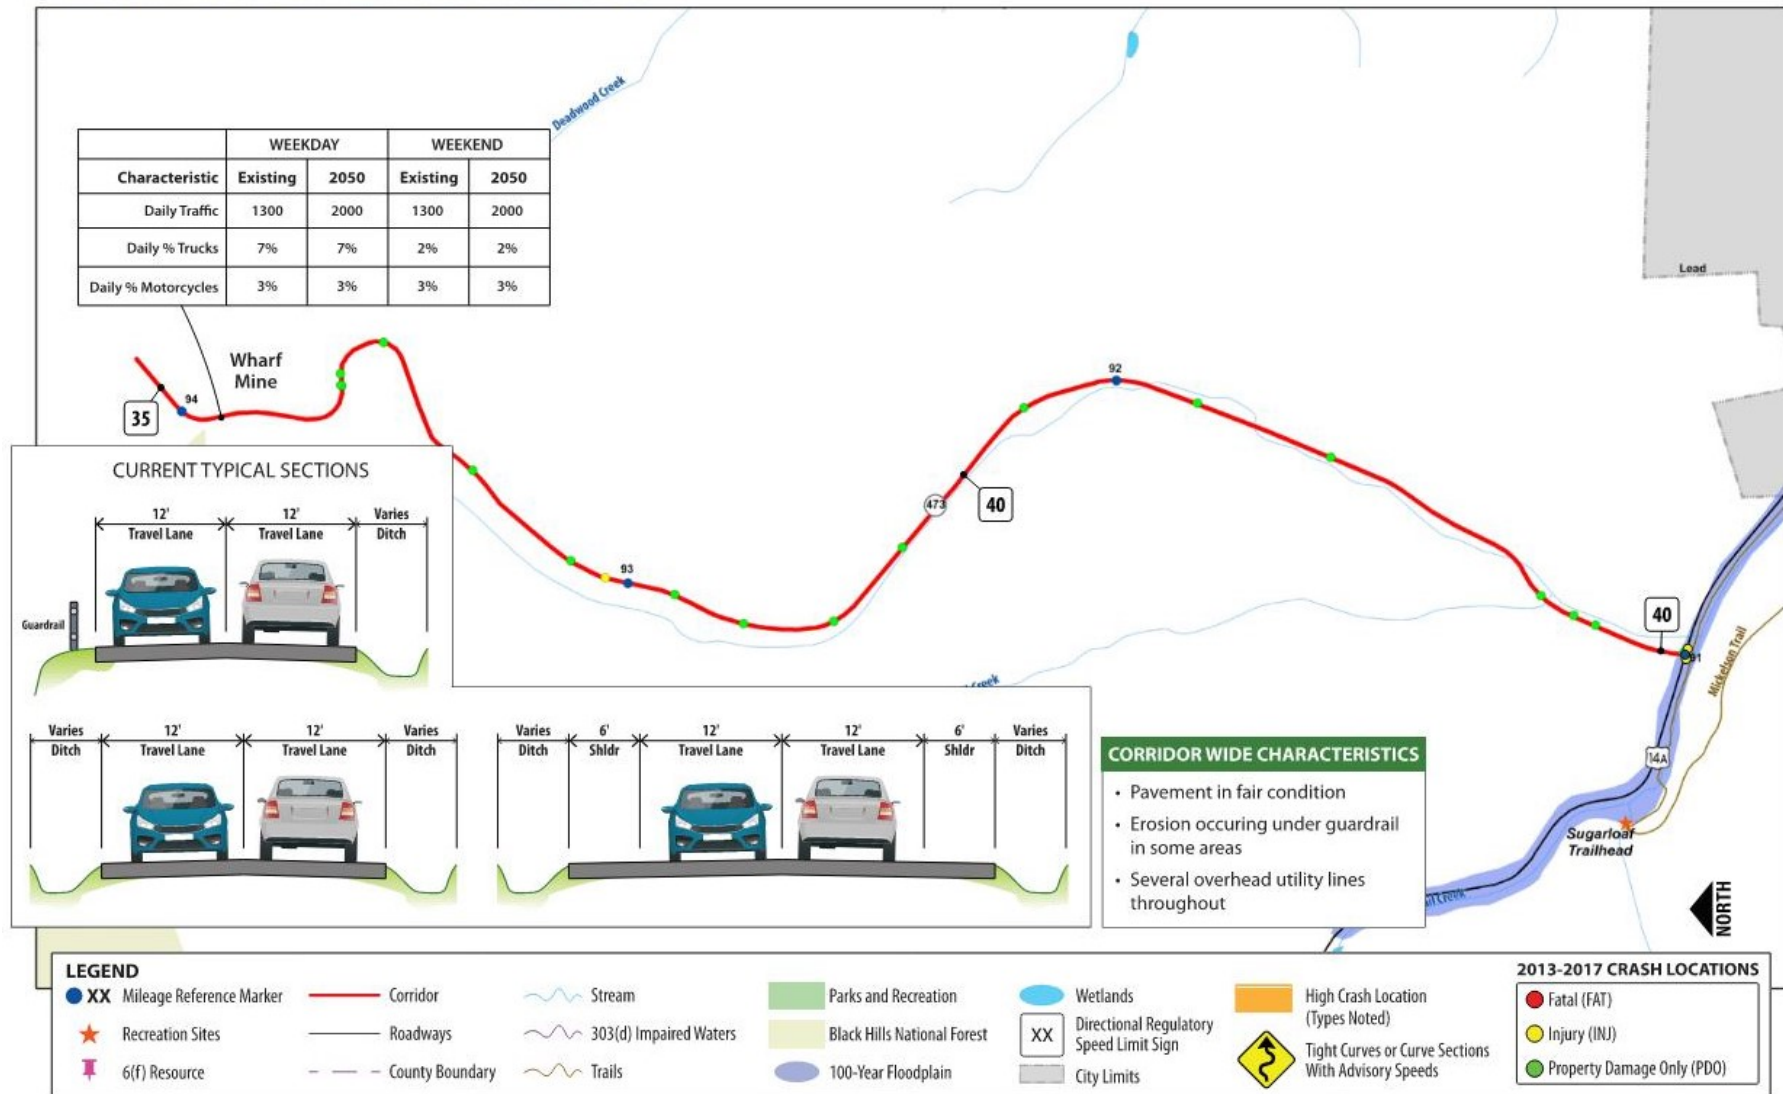 Deadwood Creek
WEEKDAY WEEKEND
Characteristic Existing 2050 Existing 2050
Daily Traffic 1300 2000 1300 2000
Daily % Trucks 7% 7% 2% 2%
Daily % Motorcycles 3% 3% 3% 3%
Lead
Wharf
Mine
94
35
92
473
40
93
40
91
Mickelson Trail
14A
Sugarloaf
Trailhead
Creek
NORTH
CURRENT TYPICAL SECTIONS
12' 12' Varies
Travel Lane Travel Lane Ditch
Guardrail
Varies 12' 12' Varies
Ditch Travel Lane Travel Lane Ditch
Varies 6' 12' 12' 6' Varies
Ditch Shldr Travel Lane Travel Lane Shldr Ditch
CORRIDOR WIDE CHARACTERISTICS
• Pavement in fair condition
• Erosion occuring under guardrail
in some areas
• Several overhead utility lines
throughout
Creek
LEGEND
XX Mileage Reference Marker
Recreation Sites
6(f) Resource
Corridor
Roadways
County Boundary
Stream
303(d) Impaired Waters
Trails
Parks and Recreation
Black Hills National Forest
100-Year Floodplain
Wetlands
XX Directional Regulatory
Speed Limit Sign
City Limits
High Crash Location
(Types Noted)
Tight Curves or Curve Sections
With Advisory Speeds
2013-2017 CRASH LOCATIONS
Fatal (FAT)
Injury (INJ)
Property Damage Only (PDO)